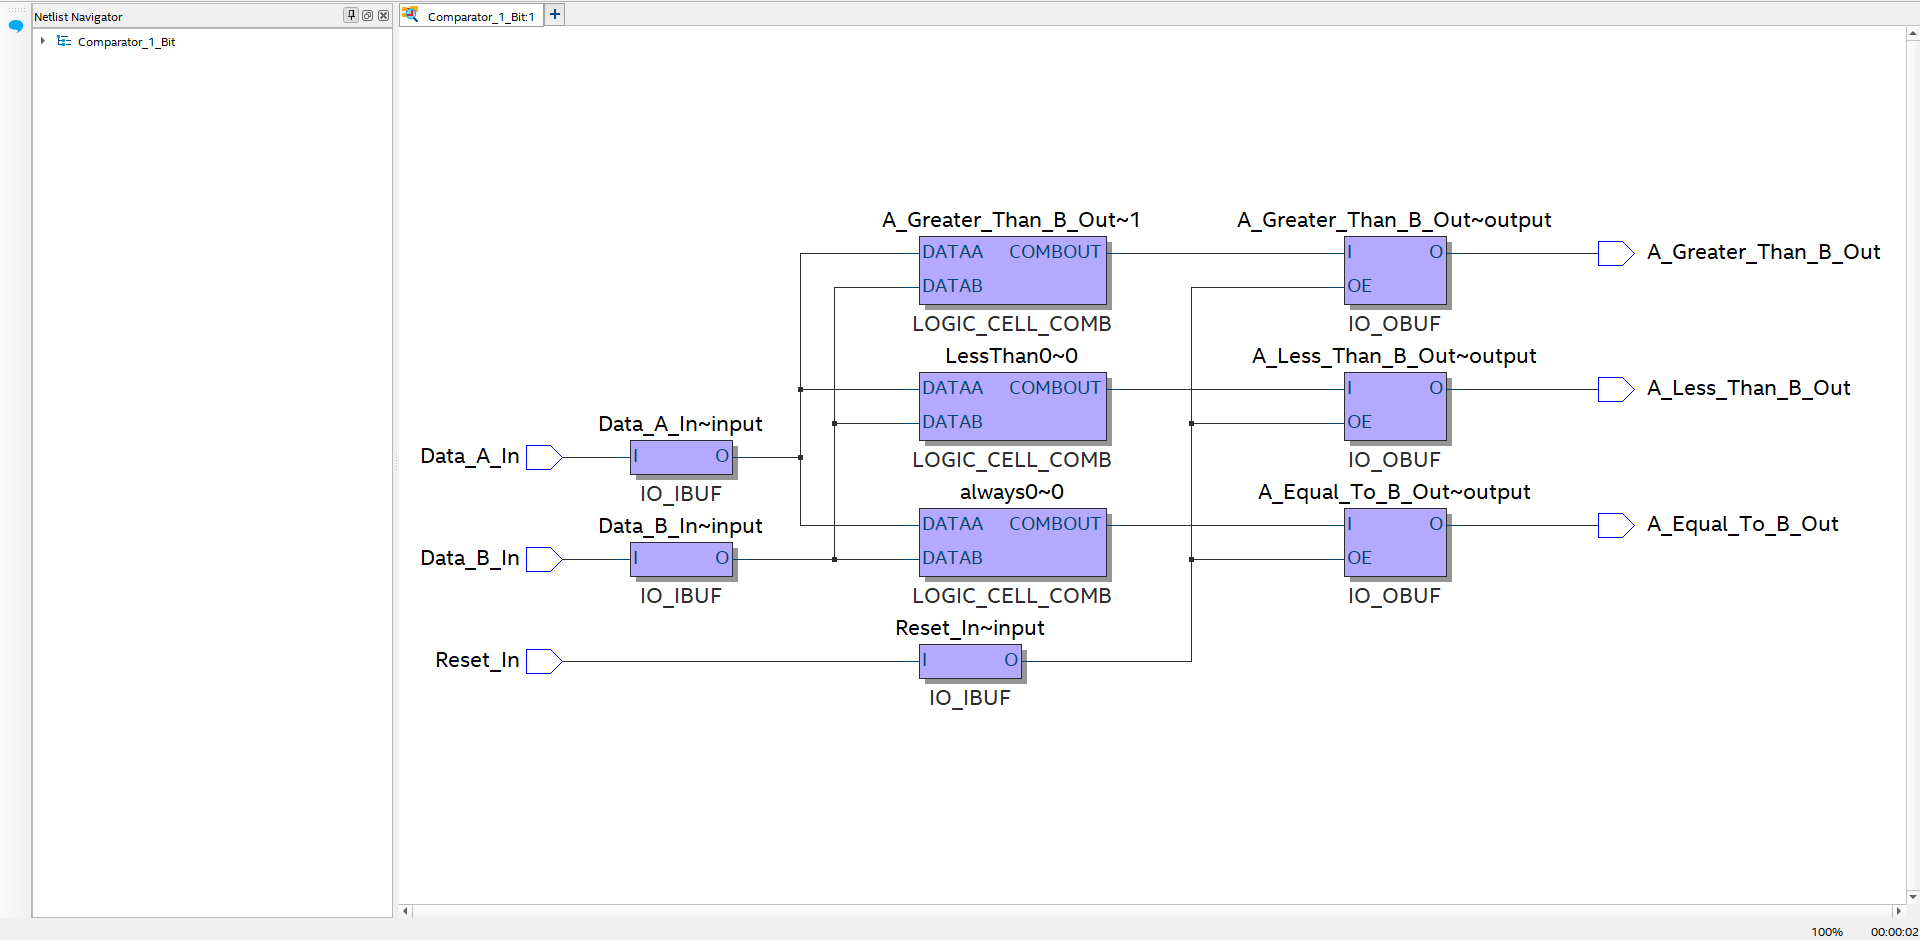 Netlist Navigator
Comparator_1_Bit:1
+
Comparator_1_Bit
A_Greater_Than_B_Out~1
A_Greater_Than_B_Out~output
DATAA COMBOUT
I O
A_Greater_Than_B_Out
DATAB
OE
LOGIC_CELL_COMB
IO_OBUF
LessThan0~0
A_Less_Than_B_Out~output
DATAA COMBOUT
I O
A_Less_Than_B_Out
Data_A_In~input
DATAB
OE
Data_A_In
I O
LOGIC_CELL_COMB
IO_OBUF
IO_IBUF
always0~0
A_Equal_To_B_Out~output
Data_B_In~input
DATAA COMBOUT
I O
A_Equal_To_B_Out
Data_B_In
I O
DATAB
OE
IO_IBUF
LOGIC_CELL_COMB
IO_OBUF
Reset_In~input
Reset_In
I O
IO_IBUF
100% 00:00:02